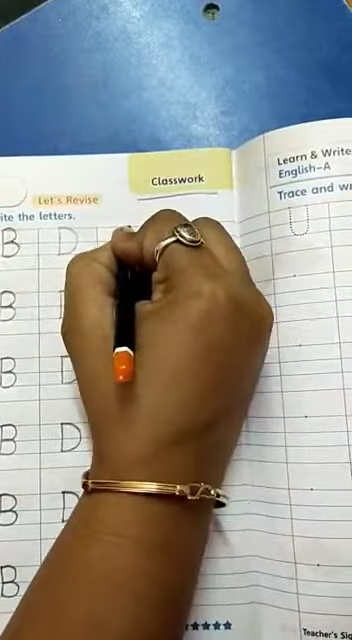 Classwork
Let's Revise
ite the letters.
B D
B
B D
B D
B D
B
Learn & Write
English-A
Trace and wr
U
Teacher's Sig